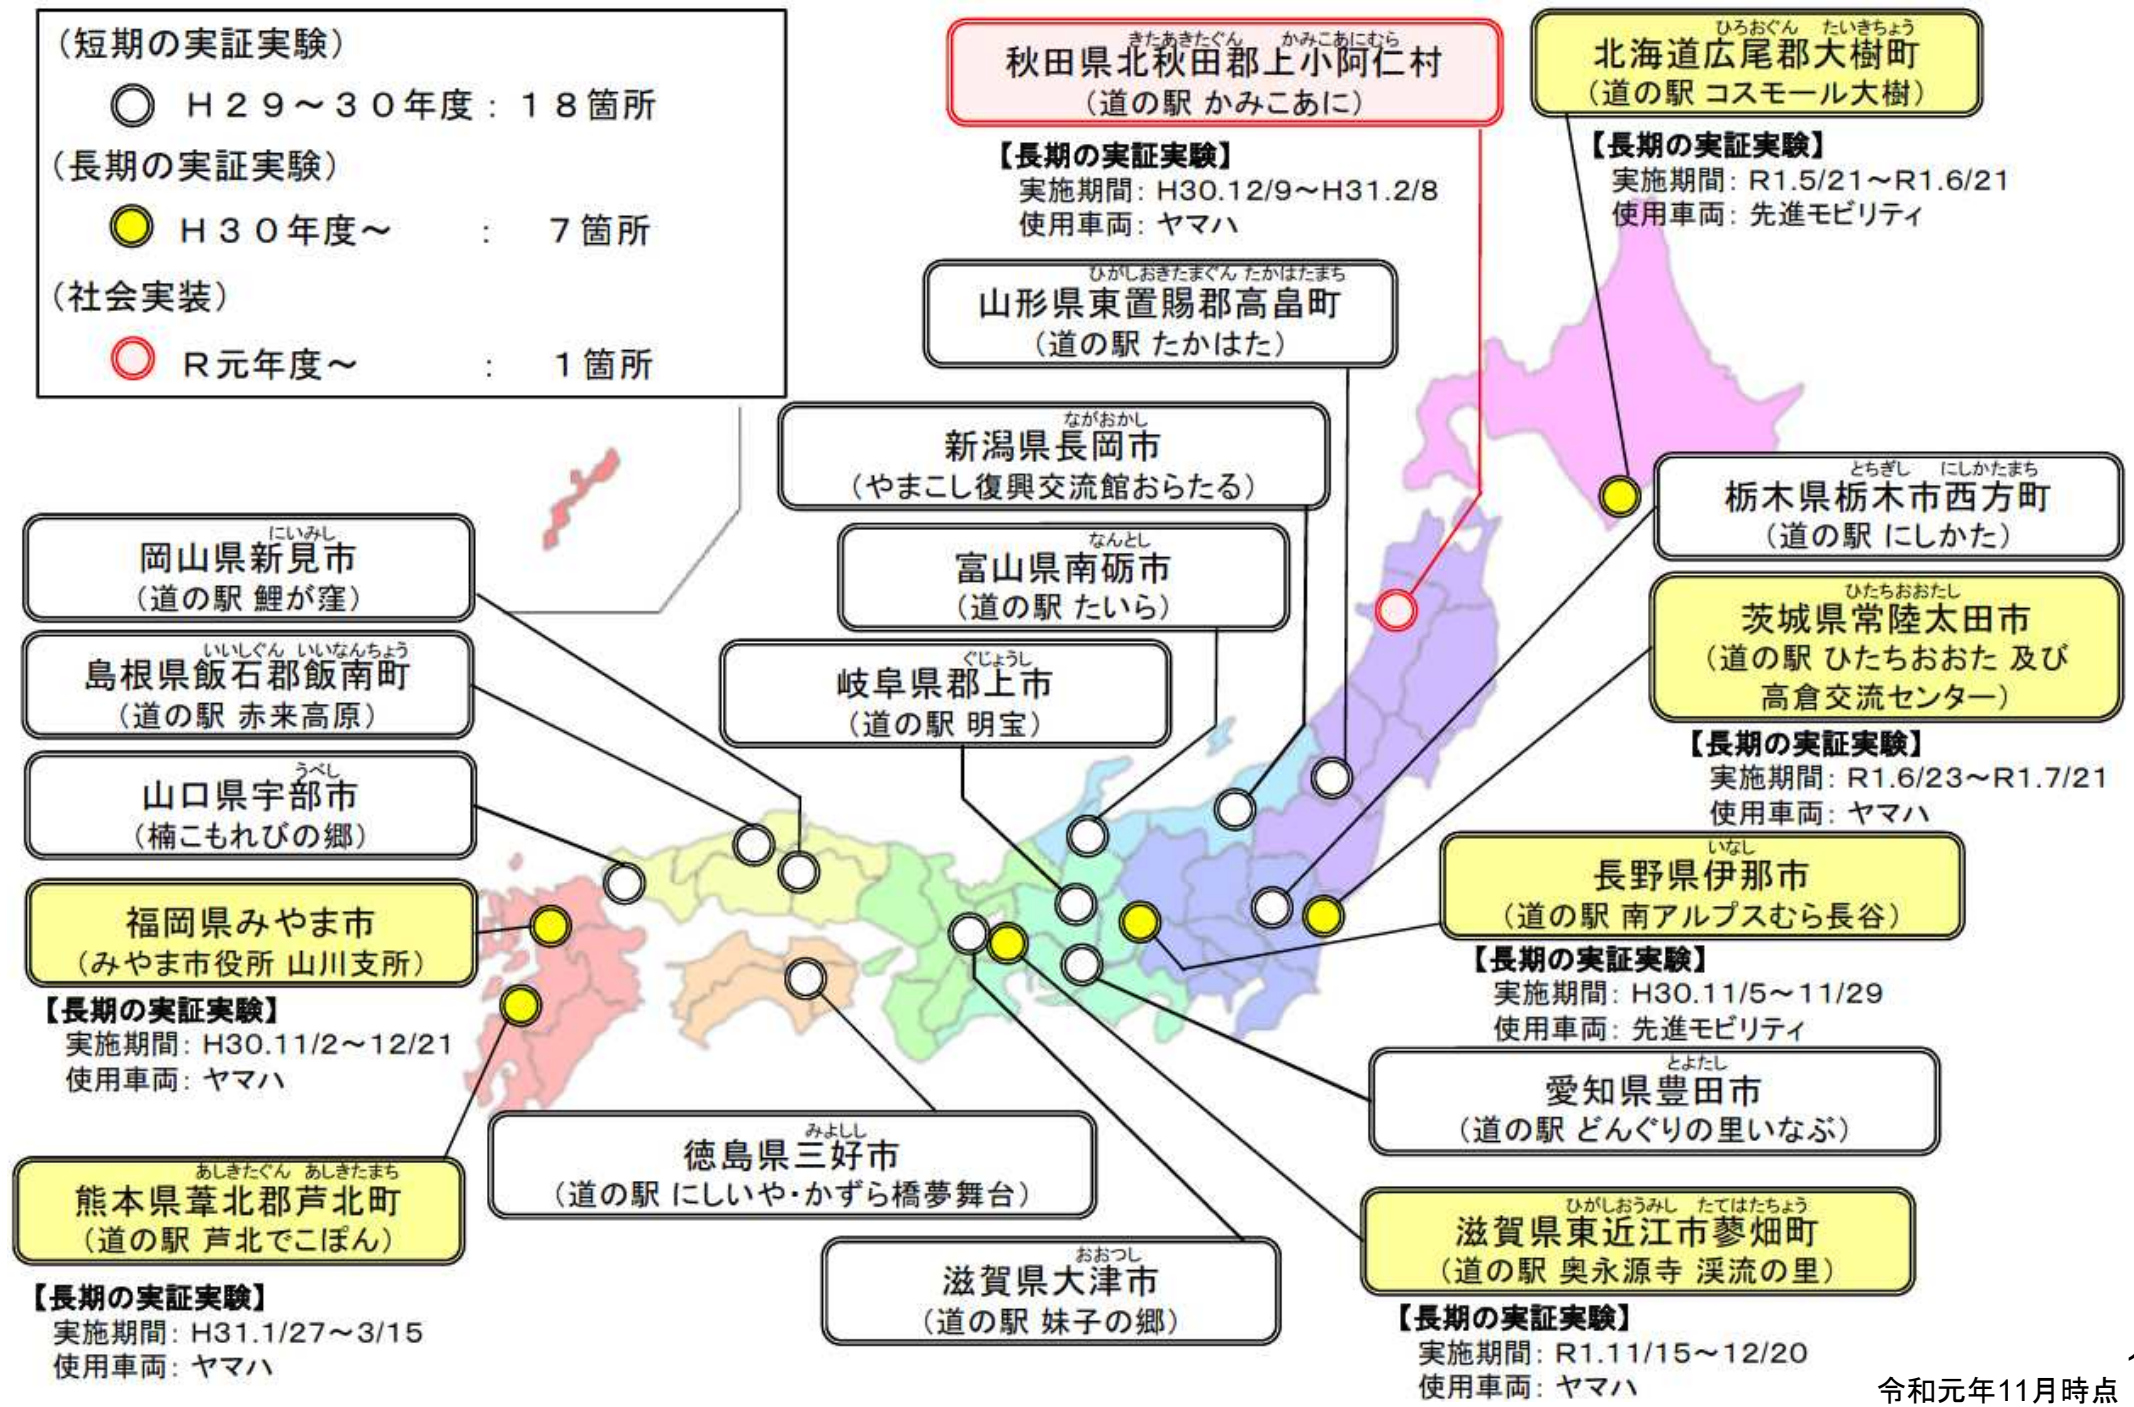 （短期の実証実験）
Ｈ２９～３０年度：１８箇所
（長期の実証実験）
Ｈ３０年度～　：　７箇所
（社会実装）
Ｒ元年度～　：　１箇所
きたあきたぐん　かみこあにむら
秋田県北秋田郡上小阿仁村
（道の駅 かみこあに）
【長期の実証実験】
実施期間：H30.12/9～H31.2/8
使用車両：ヤマハ
ひろおぐん　たいきちょう
北海道広尾郡大樹町
（道の駅 コスモール大樹）
【長期の実証実験】
実施期間：R1.5/21～R1.6/21
使用車両：先進モビリティ
ひがしおきたまぐん たかはたまち
山形県東置賜郡高畠町
（道の駅 たかはた）
ながおかし
新潟県長岡市
（やまこし復興交流館おらたる）
とちぎし　にしかたまち
栃木県栃木市西方町
（道の駅 にしかた）
なんとし
富山県南砺市
（道の駅 たいら）
にいみし
岡山県新見市
（道の駅 鯉が窪）
ひたちおおたし
茨城県常陸太田市
（道の駅 ひたちおおた 及び
高倉交流センター）
【長期の実証実験】
実施期間：R1.6/23～R1.7/21
使用車両：ヤマハ
いいしぐん いいなんちょう
島根県飯石郡飯南町
（道の駅 赤来高原）
ぐじょうし
岐阜県郡上市
（道の駅 明宝）
うべし
山口県宇部市
（楠こもれびの郷）
いなし
長野県伊那市
（道の駅 南アルプスむら長谷）
【長期の実証実験】
実施期間：H30.11/5～11/29
使用車両：先進モビリティ
福岡県みやま市
（みやま市役所 山川支所）
【長期の実証実験】
実施期間：H30.11/2～12/21
使用車両：ヤマハ
とよたし
愛知県豊田市
（道の駅 どんぐりの里いなぶ）
みよしし
徳島県三好市
（道の駅 にしいや・かずら橋夢舞台）
あしきたぐん あしきたまち
熊本県葦北郡芦北町
（道の駅 芦北でこぽん）
【長期の実証実験】
実施期間：H31.1/27～3/15
使用車両：ヤマハ
おおつし
滋賀県大津市
（道の駅 妹子の郷）
ひがしおうみし　たてはたちょう
滋賀県東近江市蓼畑町
（道の駅 奥永源寺 渓流の里）
【長期の実証実験】
実施期間：R1.11/15～12/20
使用車両：ヤマハ
令和元年11月時点